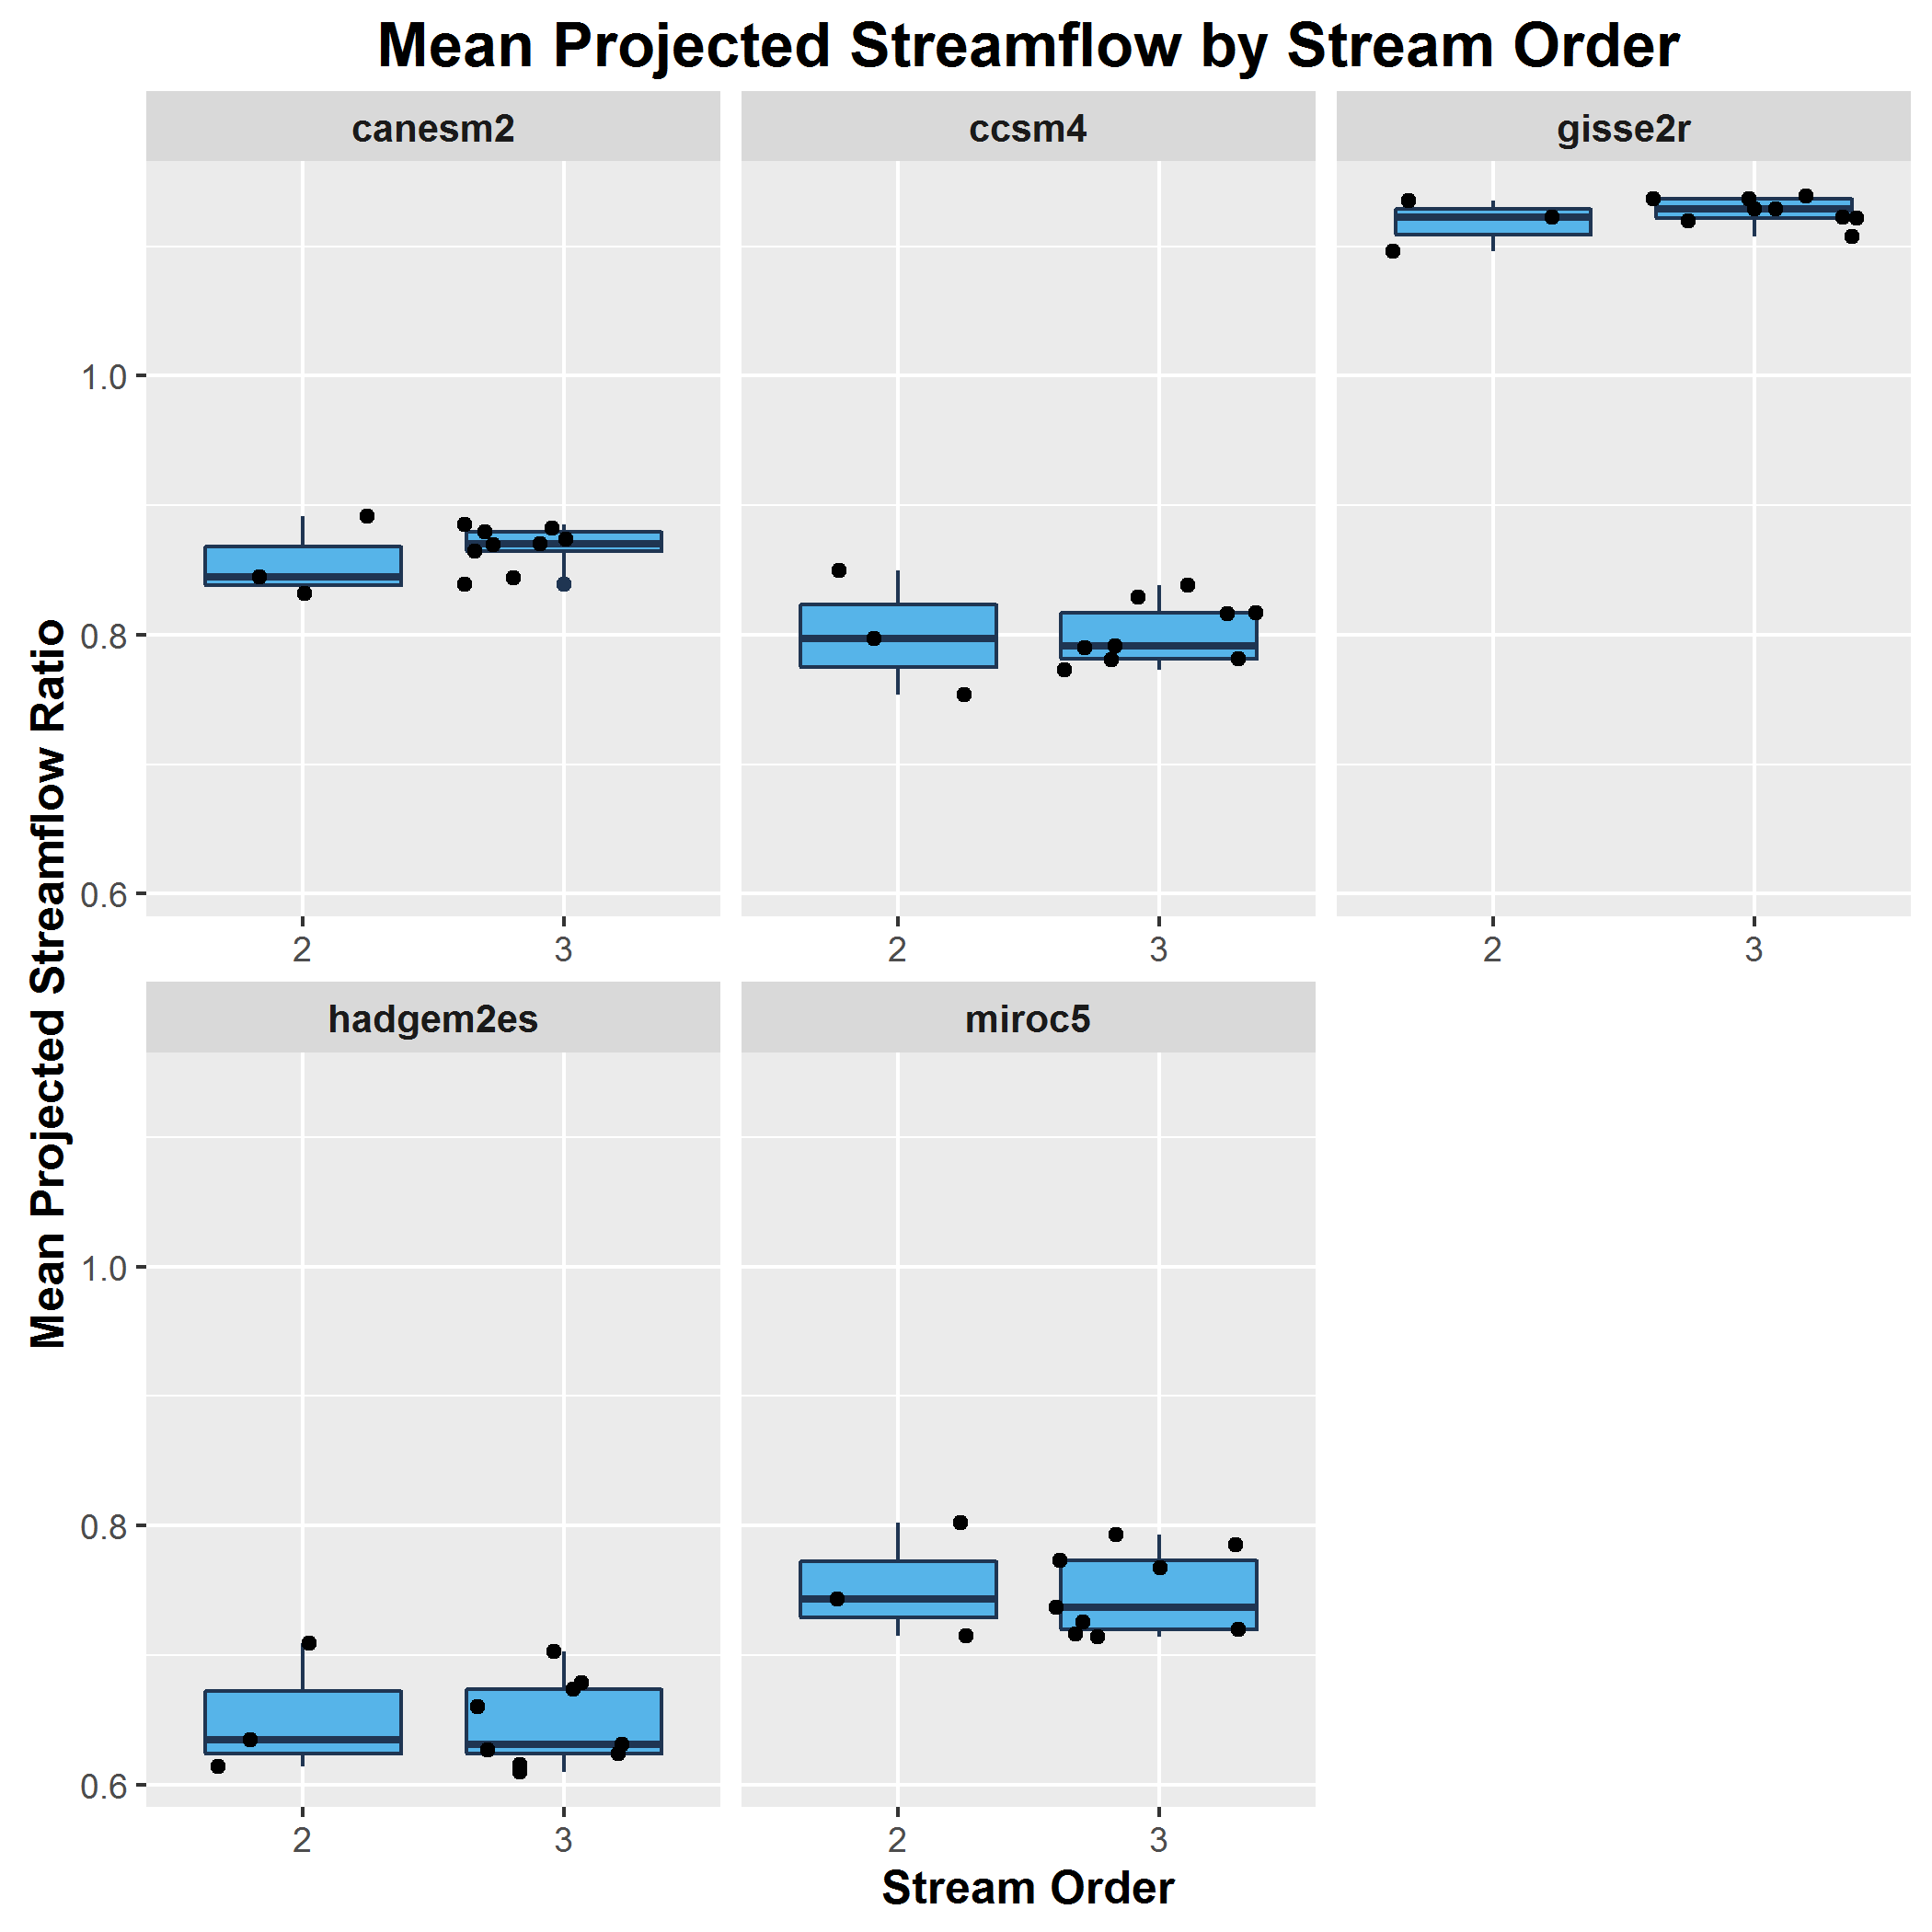 Mean Projected Streamflow by Stream Order
canesm2
ccsm4
gisse2r
Mean Projected Streamflow Ratio
1.0
0.8
0.6
2
3
2
3
2
3
hadgem2es
miroc5
1.0
0.8
0.6
2
3
2
3
Stream Order